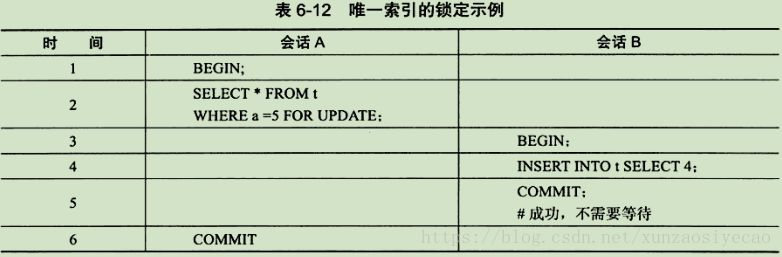 表 6-12 唯一索引的锁定示例
时 间 会话 A 会话 B
1 BEGIN;
2 SELECT * FROM t
WHERE a =5 FOR UPDATE;
3 BEGIN;
4 INSERT INTO t SELECT 4;
5 COMMIT;
# 成功，不需要等待
6 COMMIT
https://blog.csdn.net/xunzaosiyecao